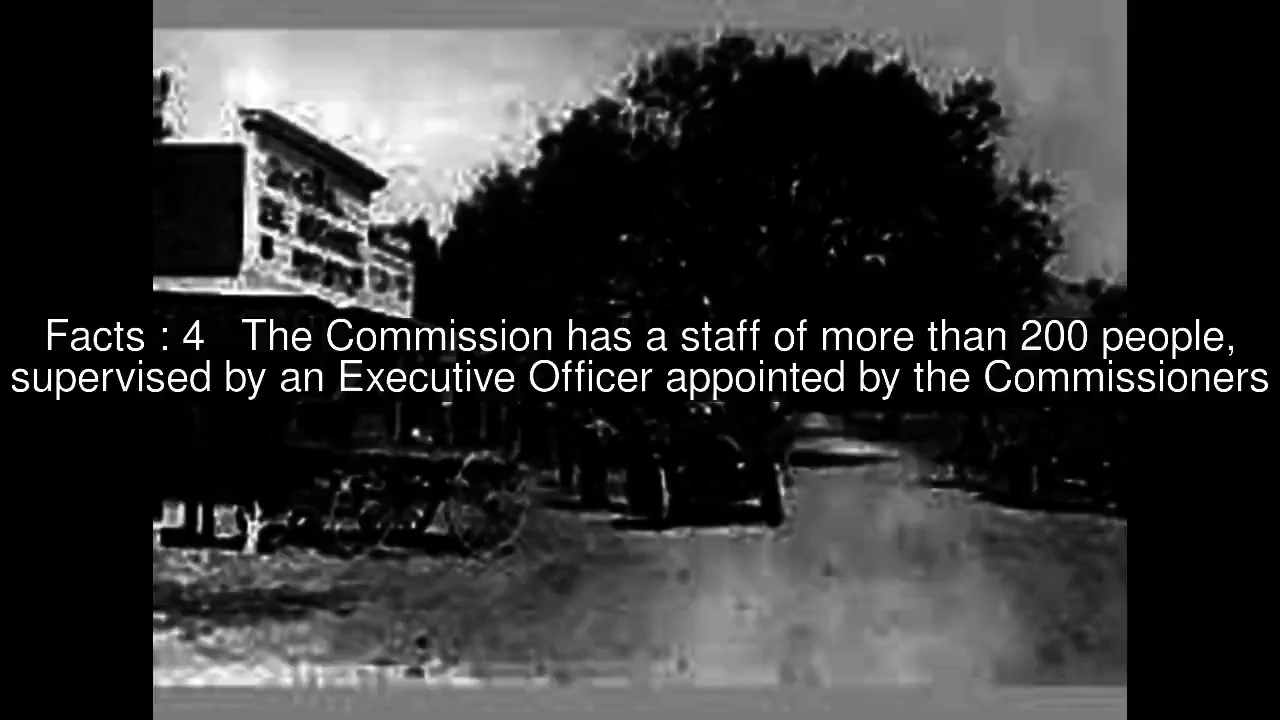 Facts : 4   The Commission has a staff of more than 200 people,
supervised by an Executive Officer appointed by the Commissioners